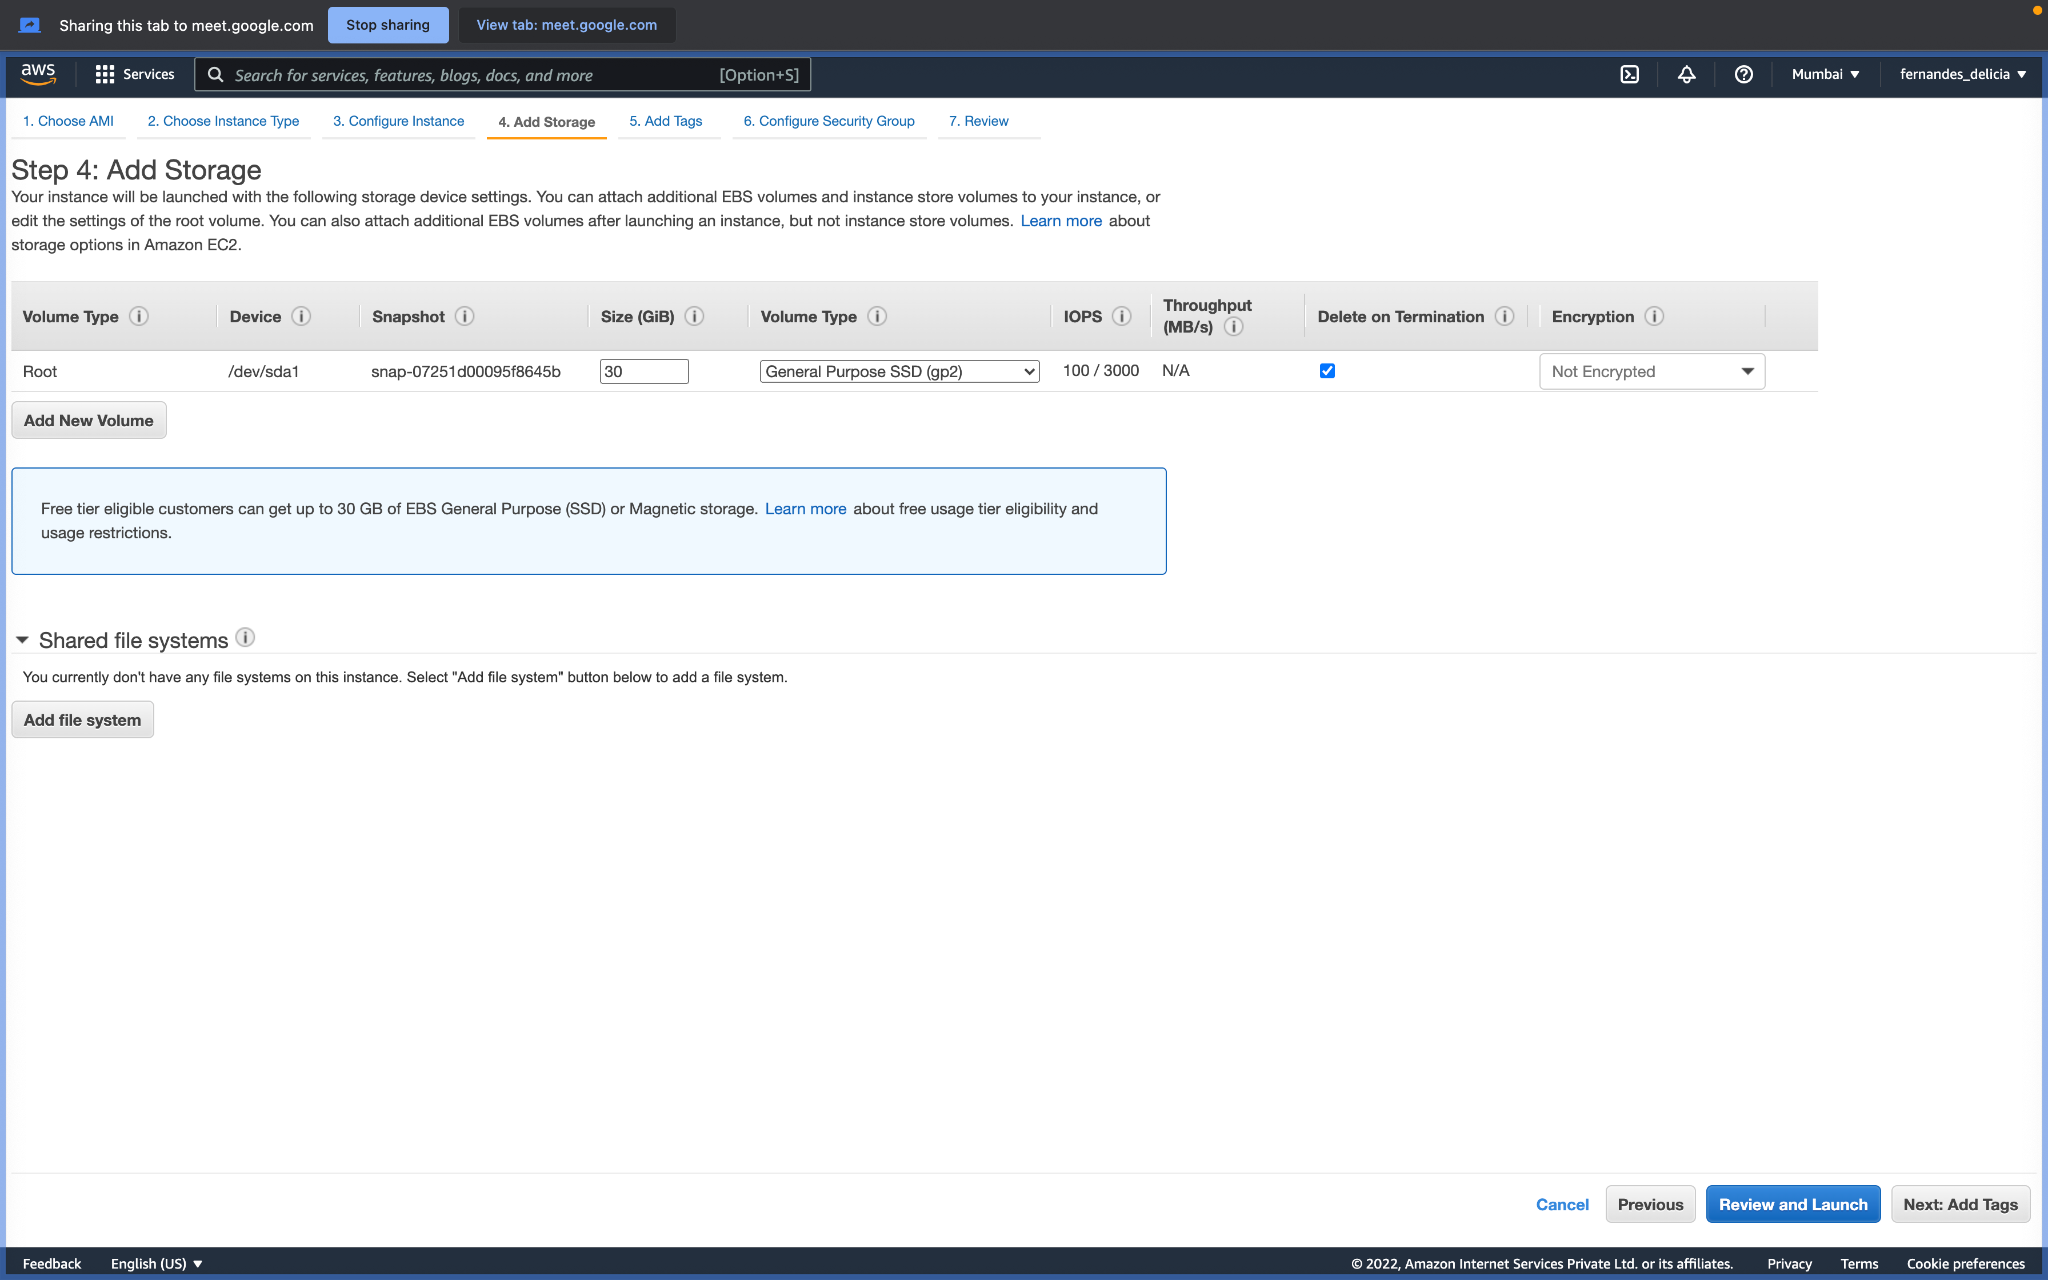 Sharing this tab to meet.google.com
Stop sharing
View tab: meet.google.com
aws
Services
Search for services, features, blogs, docs, and more
[Option+S]
Mumbai
fernandes_delicia
1. Choose AMI
2. Choose Instance Type
3. Configure Instance
4. Add Storage
5. Add Tags
6. Configure Security Group
7. Review
Step 4: Add Storage
Your instance will be launched with the following storage device settings. You can attach additional EBS volumes and instance store volumes to your instance, or
edit the settings of the root volume. You can also attach additional EBS volumes after launching an instance, but not instance store volumes. Learn more about
storage options in Amazon EC2.
Volume Type
Device
Snapshot
Size (GiB)
Volume Type
IOPS
Throughput
(MB/s)
Delete on Termination
Encryption
Root
/dev/sda1
snap-07251d00095f8645b
30
General Purpose SSD (gp2)
100 / 3000
N/A
Not Encrypted
Add New Volume
Free tier eligible customers can get up to 30 GB of EBS General Purpose (SSD) or Magnetic storage. Learn more about free usage tier eligibility and
usage restrictions.
Shared file systems
You currently don't have any file systems on this instance. Select "Add file system" button below to add a file system.
Add file system
Cancel
Previous
Review and Launch
Next: Add Tags
Feedback
English (US)
© 2022, Amazon Internet Services Private Ltd. or its affiliates.
Privacy
Terms
Cookie preferences